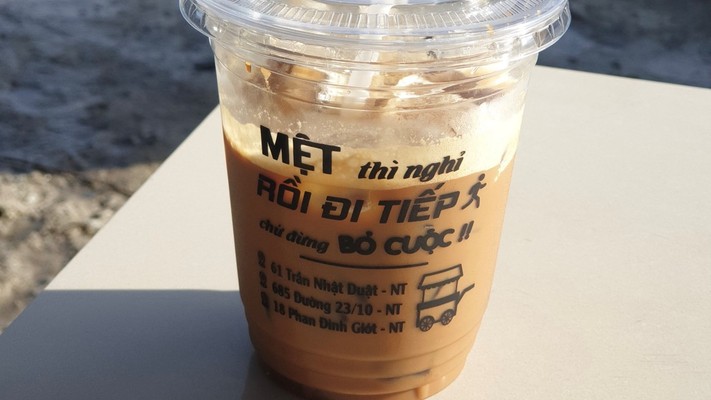 MỆT thì nghỉ
RỒI ĐI TIẾP
chứ đừng BỎ CUỘC !!
61 Trần Nhật Duật - NT
685 Đường 23/10 - NT
18 Phan Đình Giót - NT